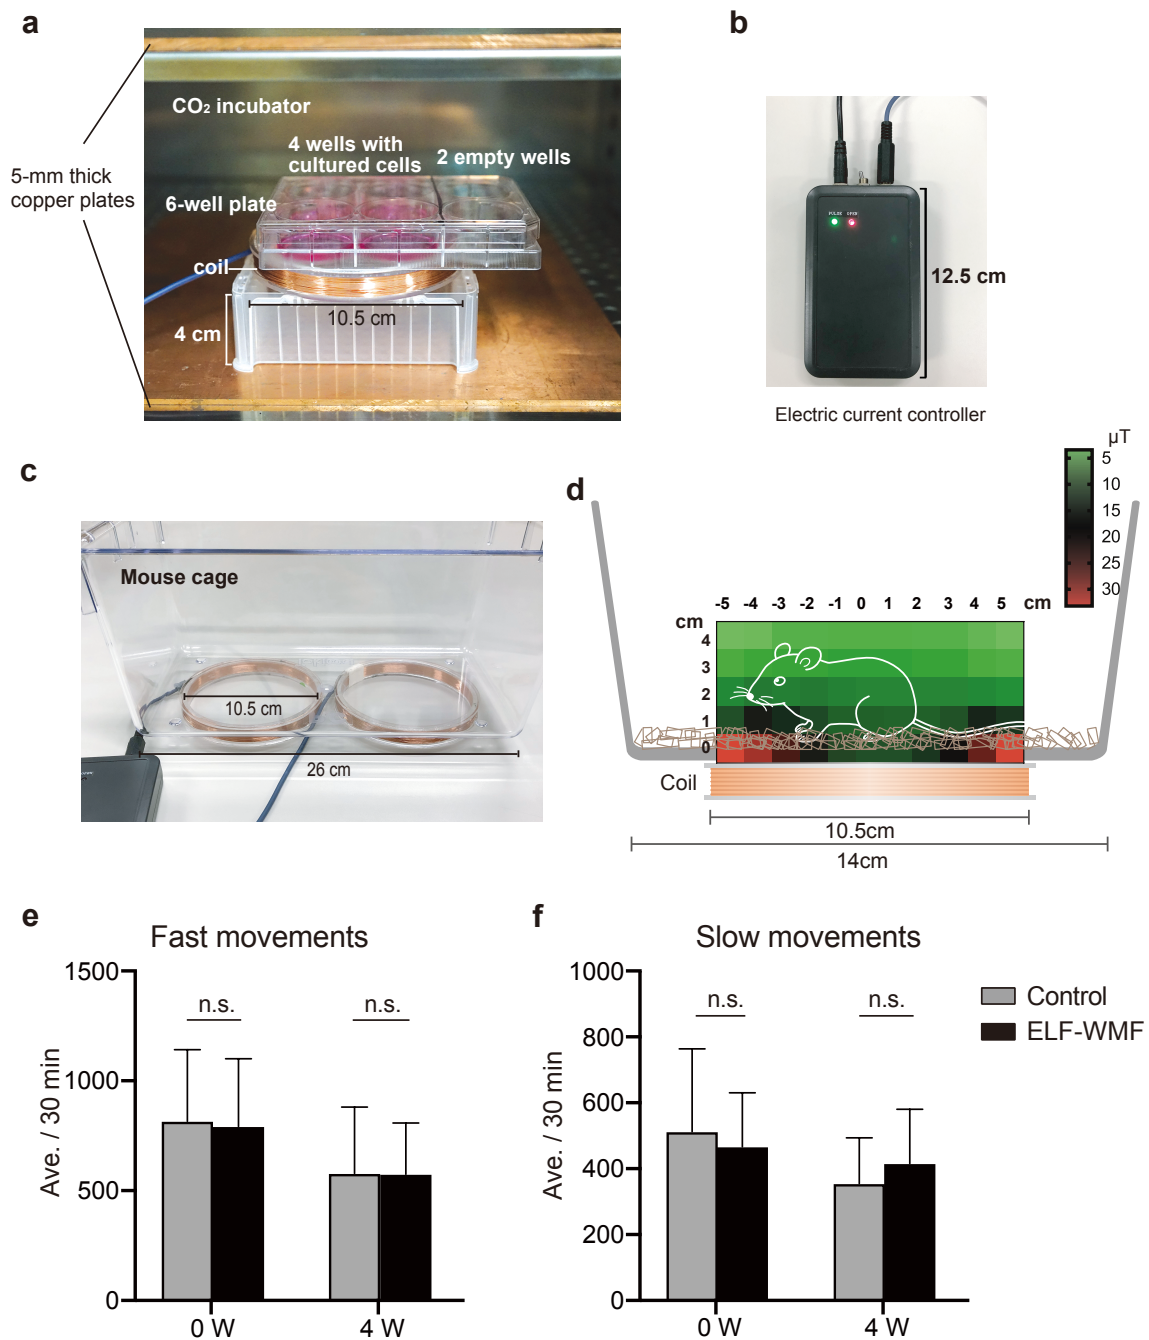 a
CO₂ incubator
4 wells with
cultured cells
2 empty wells
5-mm thick
copper plates
6-well plate
coil
10.5 cm
4 cm
b
PULSE
12.5 cm
Electric current controller
c
Mouse cage
10.5 cm
26 cm
d
µT
5
10
15
20
25
30
-5 -4 -3 -2 -1 0 1 2 3 4 5 cm
cm
4
3
2
1
0
Coil
10.5cm
14cm
e
Fast movements
1500
1000
500
0
Ave. / 30 min
n.s.
n.s.
0 W
4 W
f
Slow movements
1000
800
600
400
200
0
Ave. / 30 min
n.s.
n.s.
0 W
4 W
Control
ELF-WMF